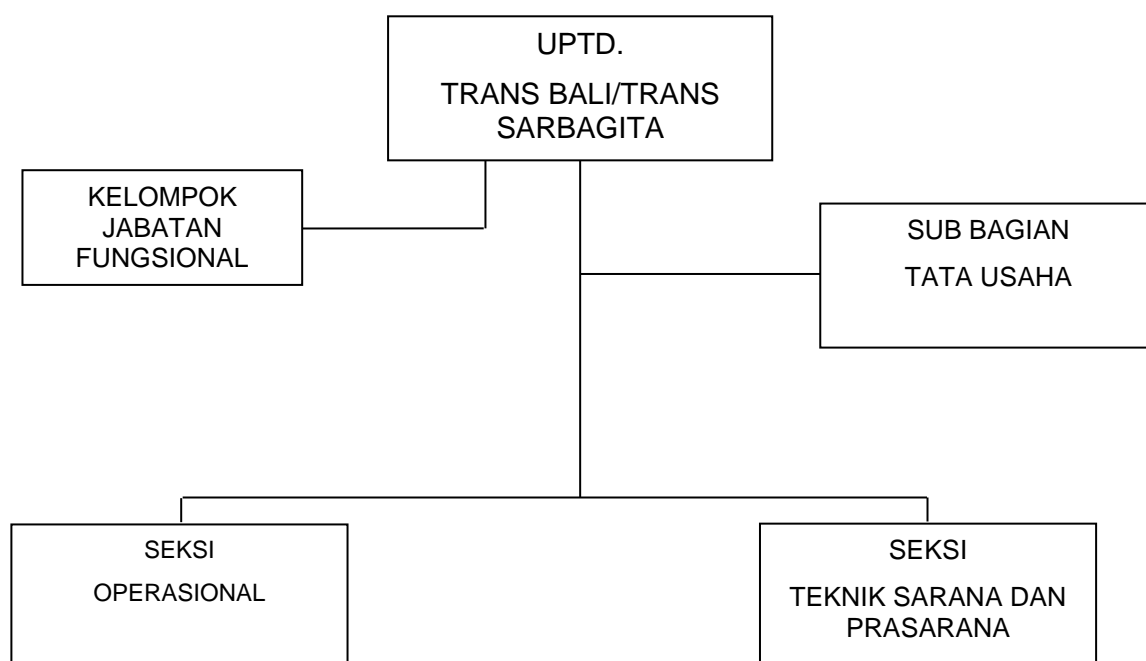 UPTD.
TRANS BALI/TRANS
SARBAGITA
KELOMPOK
JABATAN
FUNGSIONAL
SUB BAGIAN
TATA USAHA
SEKSI
OPERASIONAL
SEKSI
TEKNIK SARANA DAN
PRASARANA